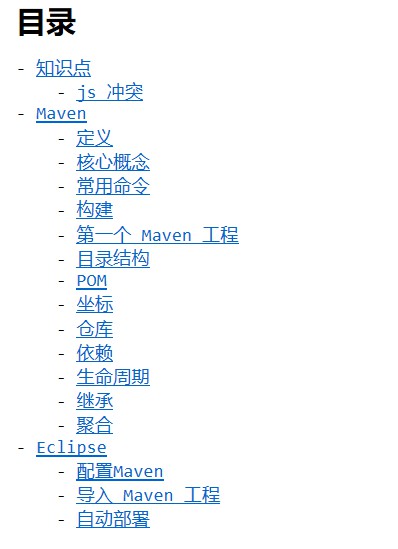 目录
- 知识点
- js 冲突
- Maven
- 定义
- 核心概念
- 常用命令
- 构建
- 第一个 Maven 工程
- 目录结构
- POM
- 坐标
- 仓库
- 依赖
- 生命周期
- 继承
- 聚合
- Eclipse
- 配置Maven
- 导入 Maven 工程
- 自动部署